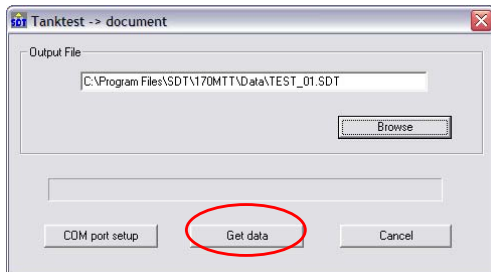 SDT Tanktest -> document
Output File
C:\Program Files\SDT\170MTT\Data\TEST_01.SDT
Browse
COM port setup Get data Cancel